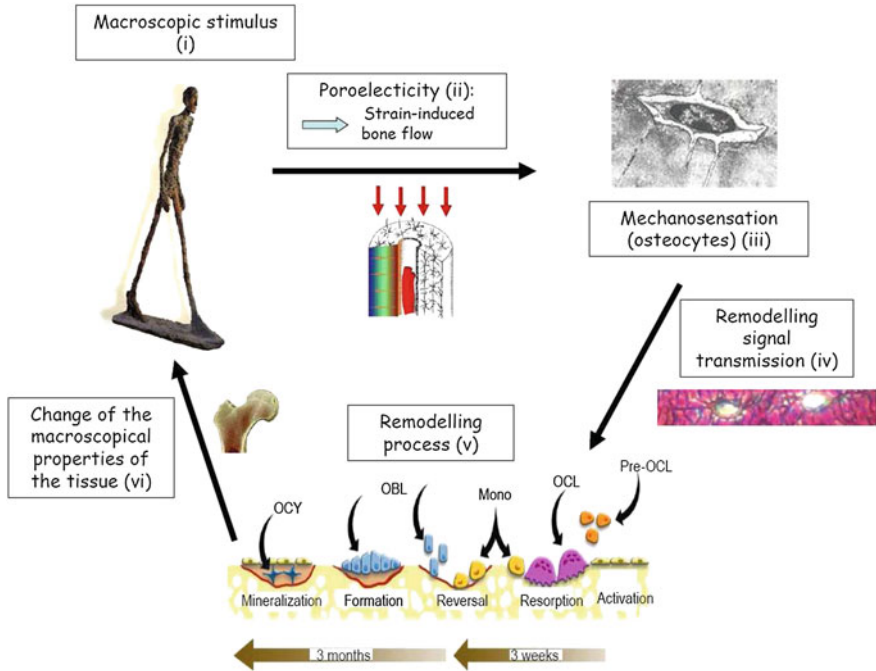 Macroscopic stimulus
(i)
Poroelecticity (ii):
Strain-induced
bone flow
Mechanosensation
(osteocytes) (iii)
Remodelling
signal
transmission (iv)
Change of the
macroscopical
properties of
the tissue (vi)
Remodelling
process (v)
OCY
OBL
Mono
OCL
Pre-OCL
Mineralization
Formation
Reversal
Resorption
Activation
3 months
3 weeks